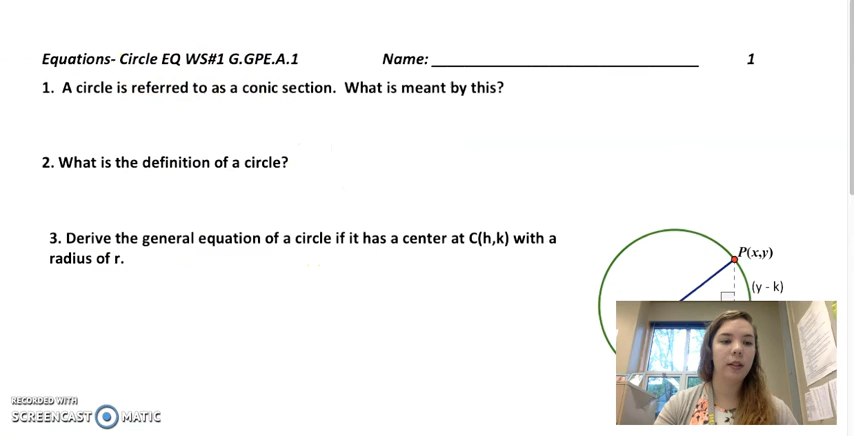 Equations- Circle EQ WS#1 G.GPE.A.1 Name: 1
1. A circle is referred to as a conic section. What is meant by this?
2. What is the definition of a circle?
3. Derive the general equation of a circle if it has a center at C(h,k) with a
radius of r.
P(x,y)
(y - k)
RECORDED WITH
SCREENCAST MATIC